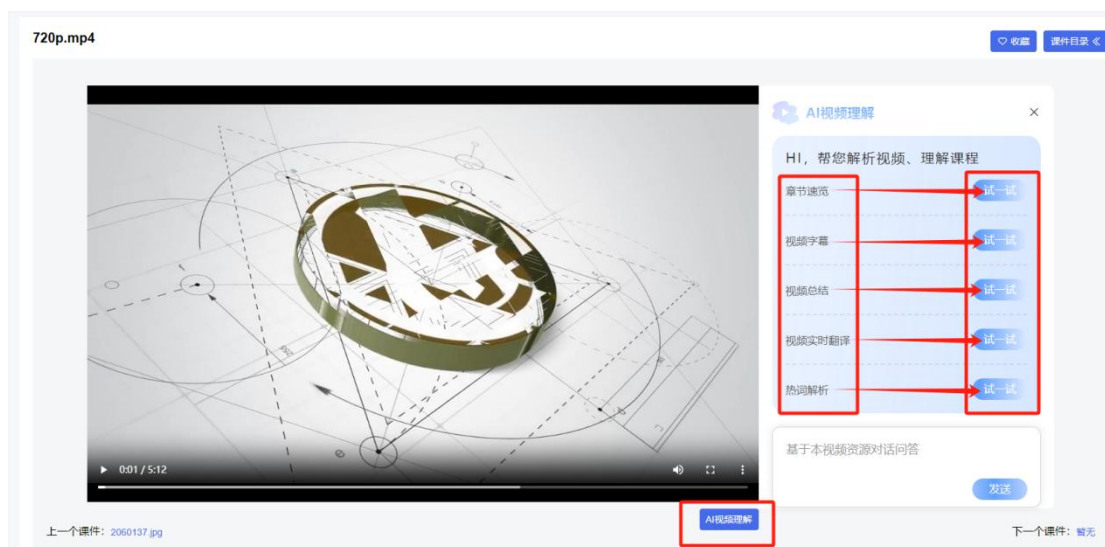 720p.mp4
收藏
课件目录
AI视频理解
HI，帮您解析视频、理解课程
章节速览
试一试
视频字幕
试一试
视频总结
试一试
视频实时翻译
试一试
热词解析
试一试
基于本视频资源对话问答
发送
0:01 / 5:12
AI视频理解
上一个课件：2060137.jpg
下一个课件：暂无